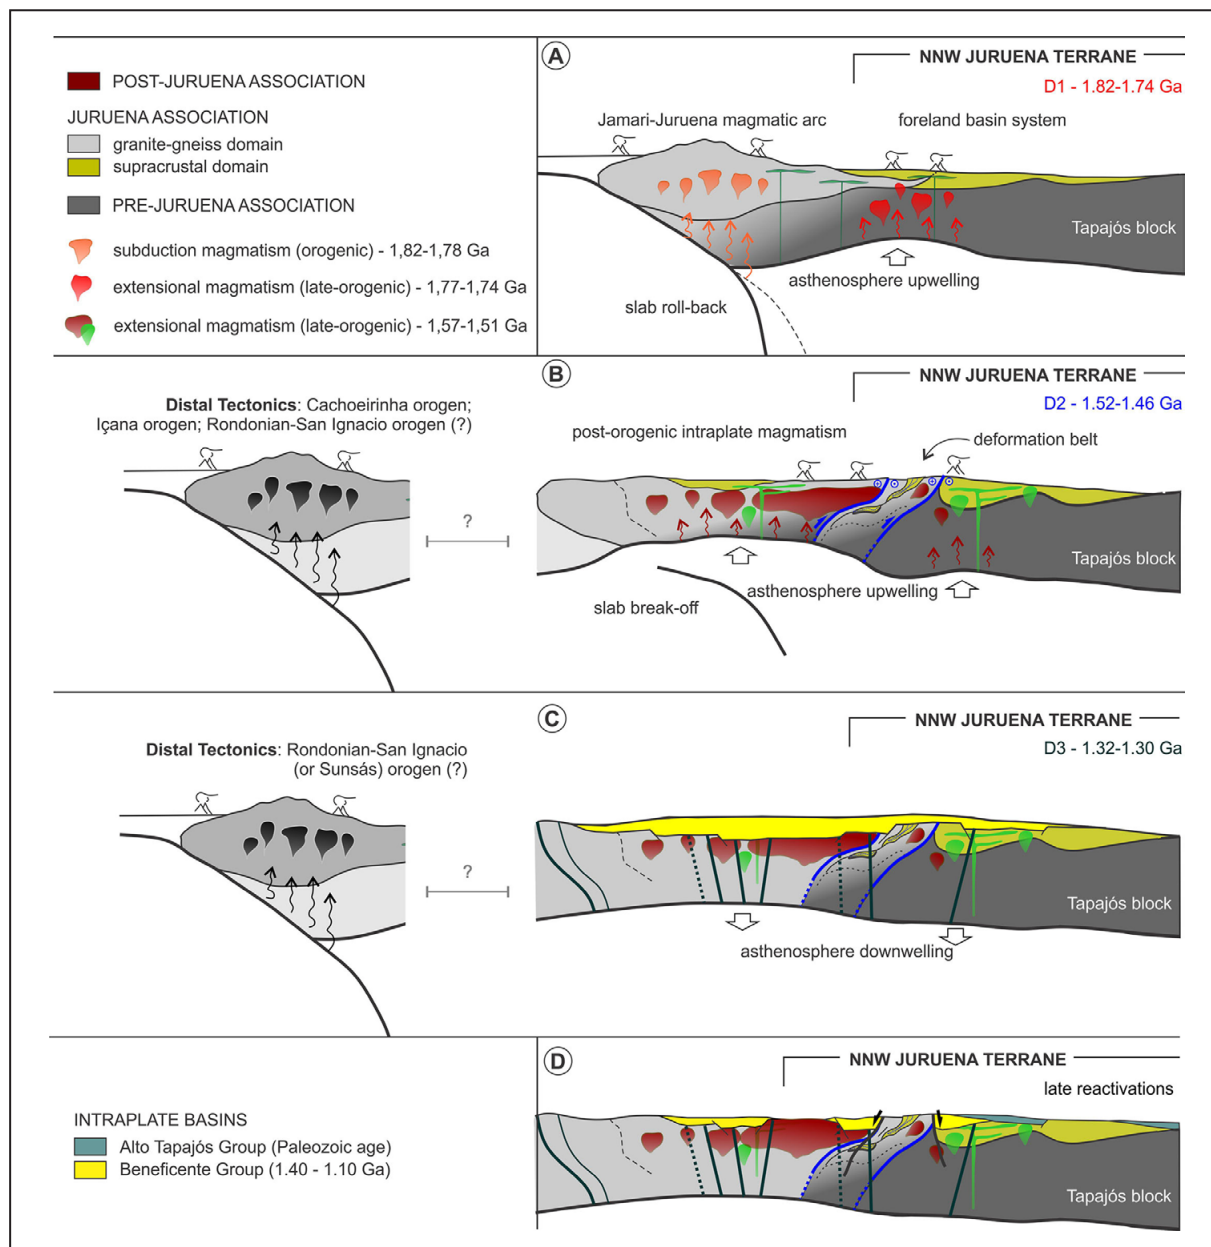 POST-JURUENA ASSOCIATION
JURUENA ASSOCIATION
granite-gneiss domain
supracrustal domain
PRE-JURUENA ASSOCIATION
subduction magmatism (orogenic) - 1,82-1,78 Ga
extensional magmatism (late-orogenic) - 1,77-1,74 Ga
extensional magmatism (late-orogenic) - 1,57-1,51 Ga
A
NNW JURUENA TERRANE
D1 - 1.82-1.74 Ga
Jamari-Juruena magmatic arc
foreland basin system
Tapajós block
asthenosphere upwelling
slab roll-back
B
NNW JURUENA TERRANE
D2 - 1.52-1.46 Ga
Distal Tectonics: Cachoeirinha orogen;
Içana orogen; Rondonian-San Ignacio orogen (?)
post-orogenic intraplate magmatism
deformation belt
?
Tapajós block
asthenosphere upwelling
slab break-off
C
NNW JURUENA TERRANE
D3 - 1.32-1.30 Ga
Distal Tectonics: Rondonian-San Ignacio
(or Sunsás) orogen (?)
?
Tapajós block
asthenosphere downwelling
D
NNW JURUENA TERRANE
late reactivations
INTRAPLATE BASINS
Alto Tapajós Group (Paleozoic age)
Beneficente Group (1.40 - 1.10 Ga)
Tapajós block